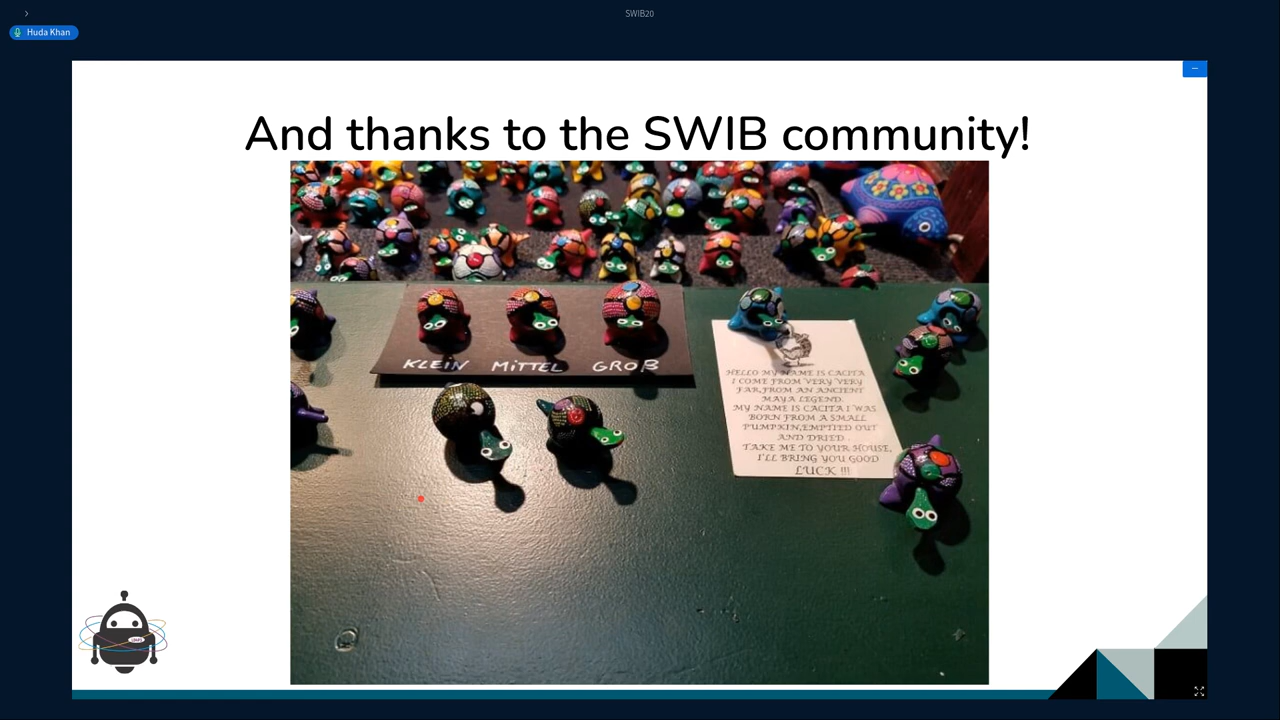 SWIB20
Huda Khan
And thanks to the SWIB community!
KLEiN MiTTEL GROß
HELLO MY NAME IS CACITA
I COME FROM VERY VERY
FAR,FROM AN ANCIENT
MAYA LEGEND.
MY NAME IS CACITA I WAS
BORN FROM A SMALL
PUMPKIN,EMPTIED OUT
AND DRIED .
TAKE ME TO YOUR HOUSE,
I'LL BRING YOU GOOD
LUCK !!!